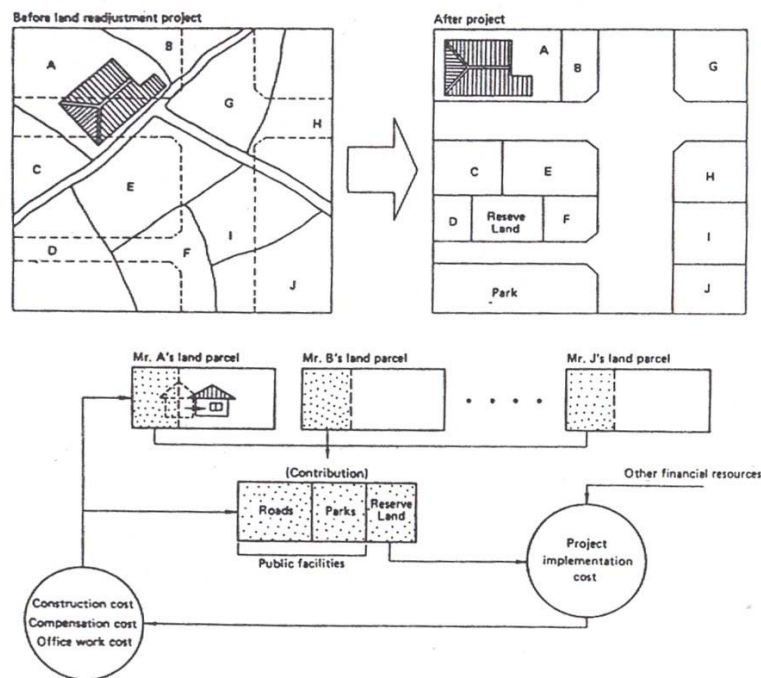 Before land readjustment project
After project
A
B
G
H
C
E
D
F
I
J
A
B
G
C
E
H
D
Reseve
Land
F
I
Park
J
Mr. A's land parcel
Mr. B's land parcel
Mr. J's land parcel
(Contribution)
Other financial resources
Roads
Parks
Reserve
Land
Public facilities
Project
implementation
cost
Construction cost
Compensation cost
Office work cost